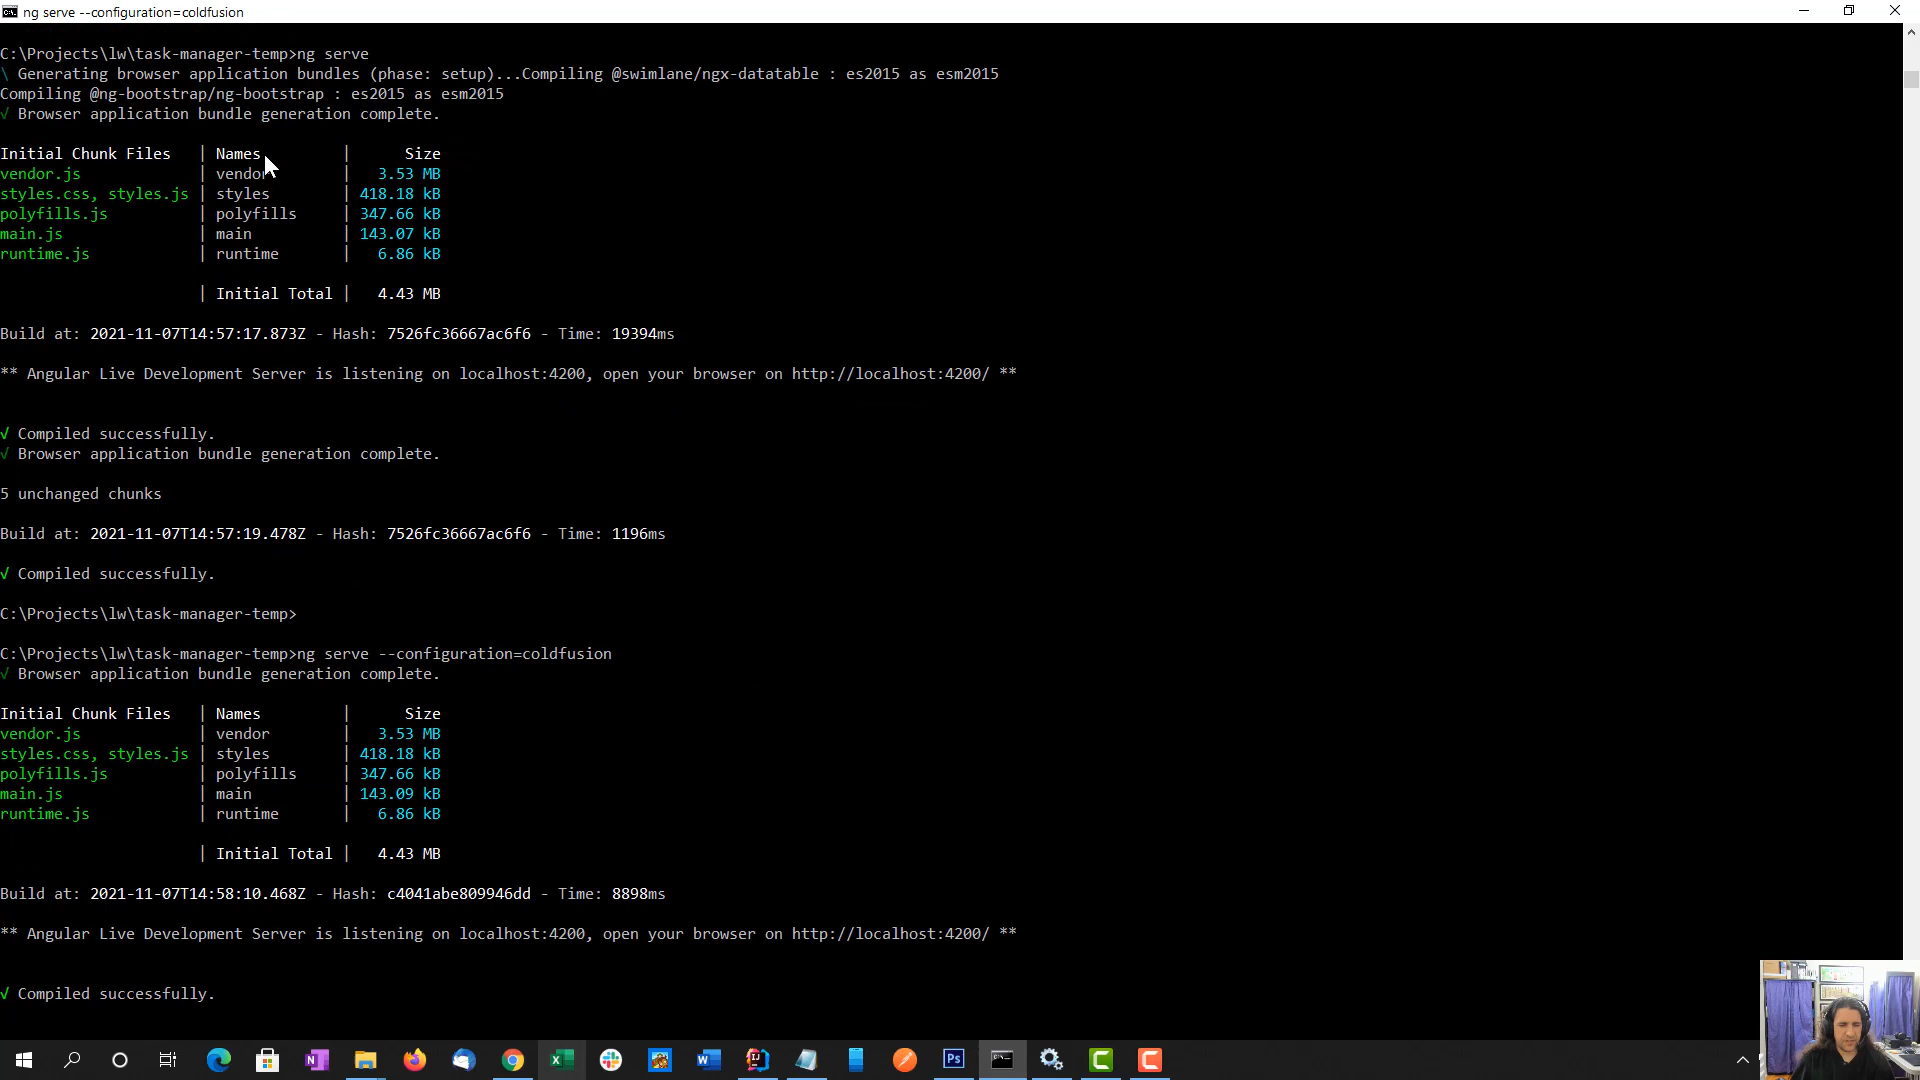 ng serve --configuration=coldfusion
C:\Projects\lw\task-manager-temp>ng serve
\ Generating browser application bundles (phase: setup)...Compiling @swimlane/ngx-datatable : es2015 as esm2015
Compiling @ng-bootstrap/ng-bootstrap : es2015 as esm2015
√ Browser application bundle generation complete.
Initial Chunk Files | Names | Size
vendor.js | vendor | 3.53 MB
styles.css, styles.js | styles | 418.18 kB
polyfills.js | polyfills | 347.66 kB
main.js | main | 143.07 kB
runtime.js | runtime | 6.86 kB
| Initial Total | 4.43 MB
Build at: 2021-11-07T14:57:17.873Z - Hash: 7526fc36667ac6f6 - Time: 19394ms
** Angular Live Development Server is listening on localhost:4200, open your browser on http://localhost:4200/ **
√ Compiled successfully.
√ Browser application bundle generation complete.
5 unchanged chunks
Build at: 2021-11-07T14:57:19.478Z - Hash: 7526fc36667ac6f6 - Time: 1196ms
√ Compiled successfully.
C:\Projects\lw\task-manager-temp>
C:\Projects\lw\task-manager-temp>ng serve --configuration=coldfusion
√ Browser application bundle generation complete.
Initial Chunk Files | Names | Size
vendor.js | vendor | 3.53 MB
styles.css, styles.js | styles | 418.18 kB
polyfills.js | polyfills | 347.66 kB
main.js | main | 143.09 kB
runtime.js | runtime | 6.86 kB
| Initial Total | 4.43 MB
Build at: 2021-11-07T14:58:10.468Z - Hash: c4041abe809946dd - Time: 8898ms
** Angular Live Development Server is listening on localhost:4200, open your browser on http://localhost:4200/ **
√ Compiled successfully.